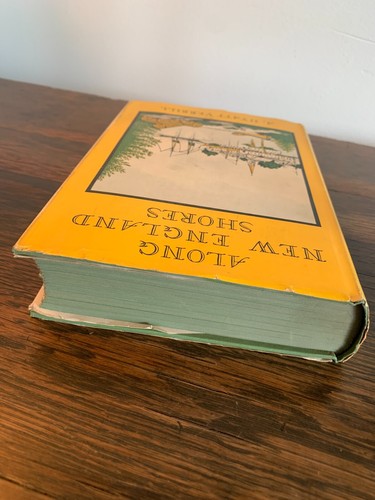 ALONG
NEW ENGLAND
SHORES
A. HYATT VERRILL